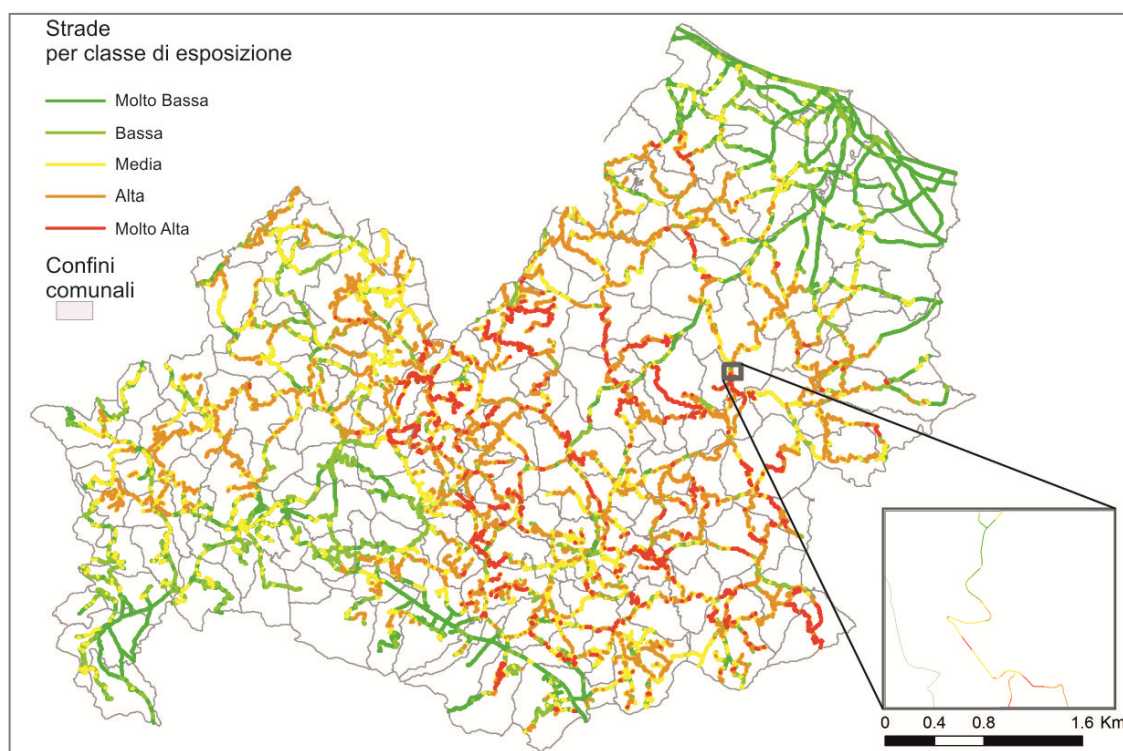 Strade
per classe di esposizione
Molto Bassa
Bassa
Media
Alta
Molto Alta
Confini
comunali
0 0.4 0.8 1.6 Km